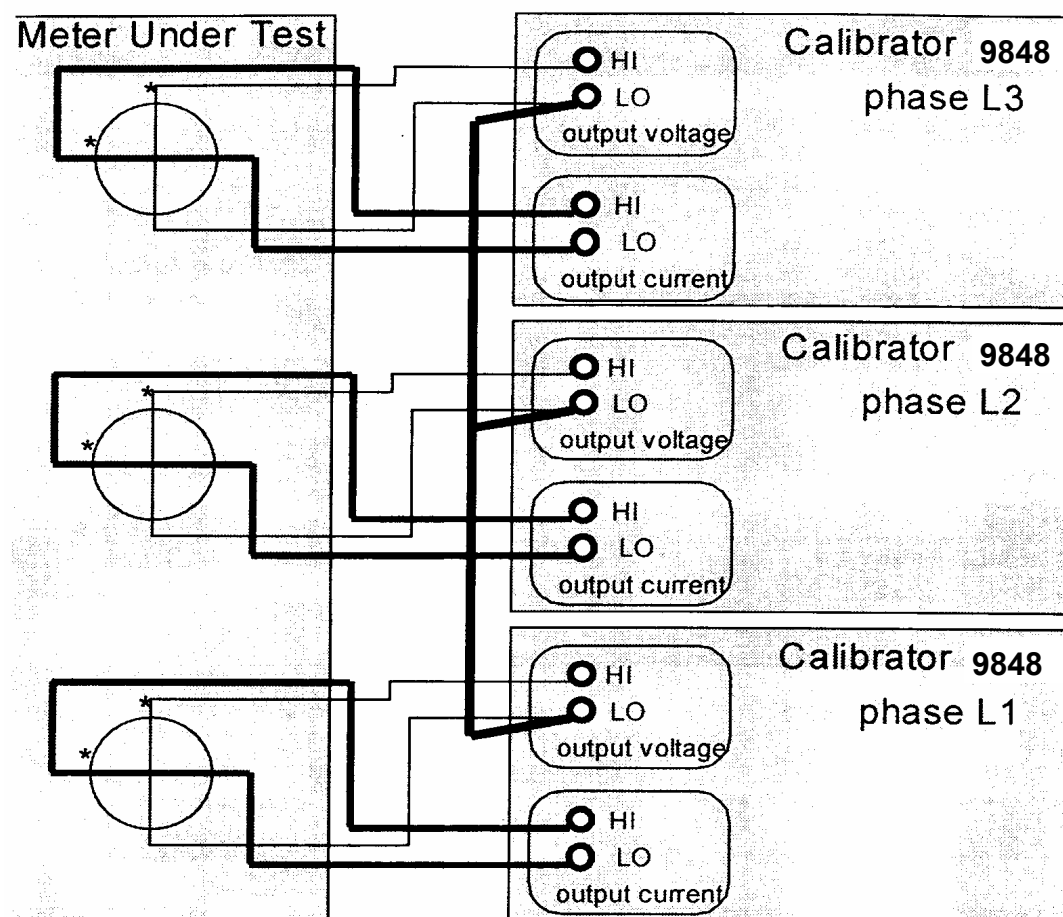 Meter Under Test
*
*
HI
LO
output voltage
HI
LO
output current
Calibrator 9848
phase L3
*
*
HI
LO
output voltage
HI
LO
output current
Calibrator 9848
phase L2
*
*
HI
LO
output voltage
HI
LO
output current
Calibrator 9848
phase L1